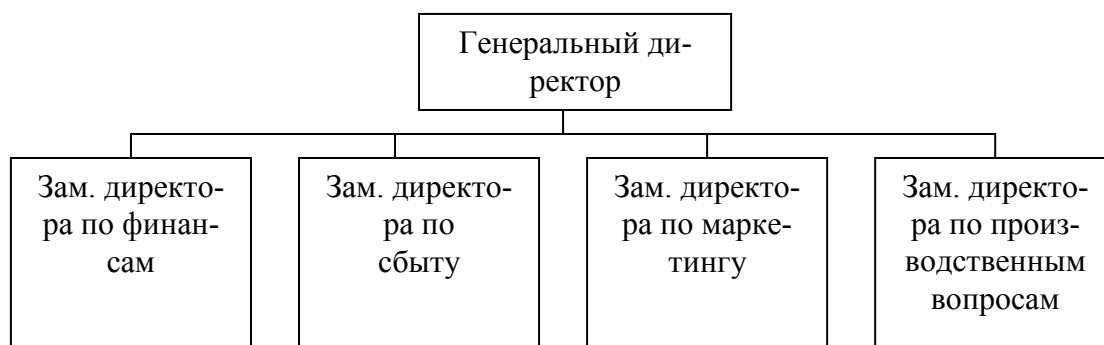 Генеральный ди-
ректор
Зам. директо-
ра по финан-
сам
Зам. директо-
ра по
сбыту
Зам. директо-
ра по марке-
тингу
Зам. директо-
ра по произ-
водственным
вопросам